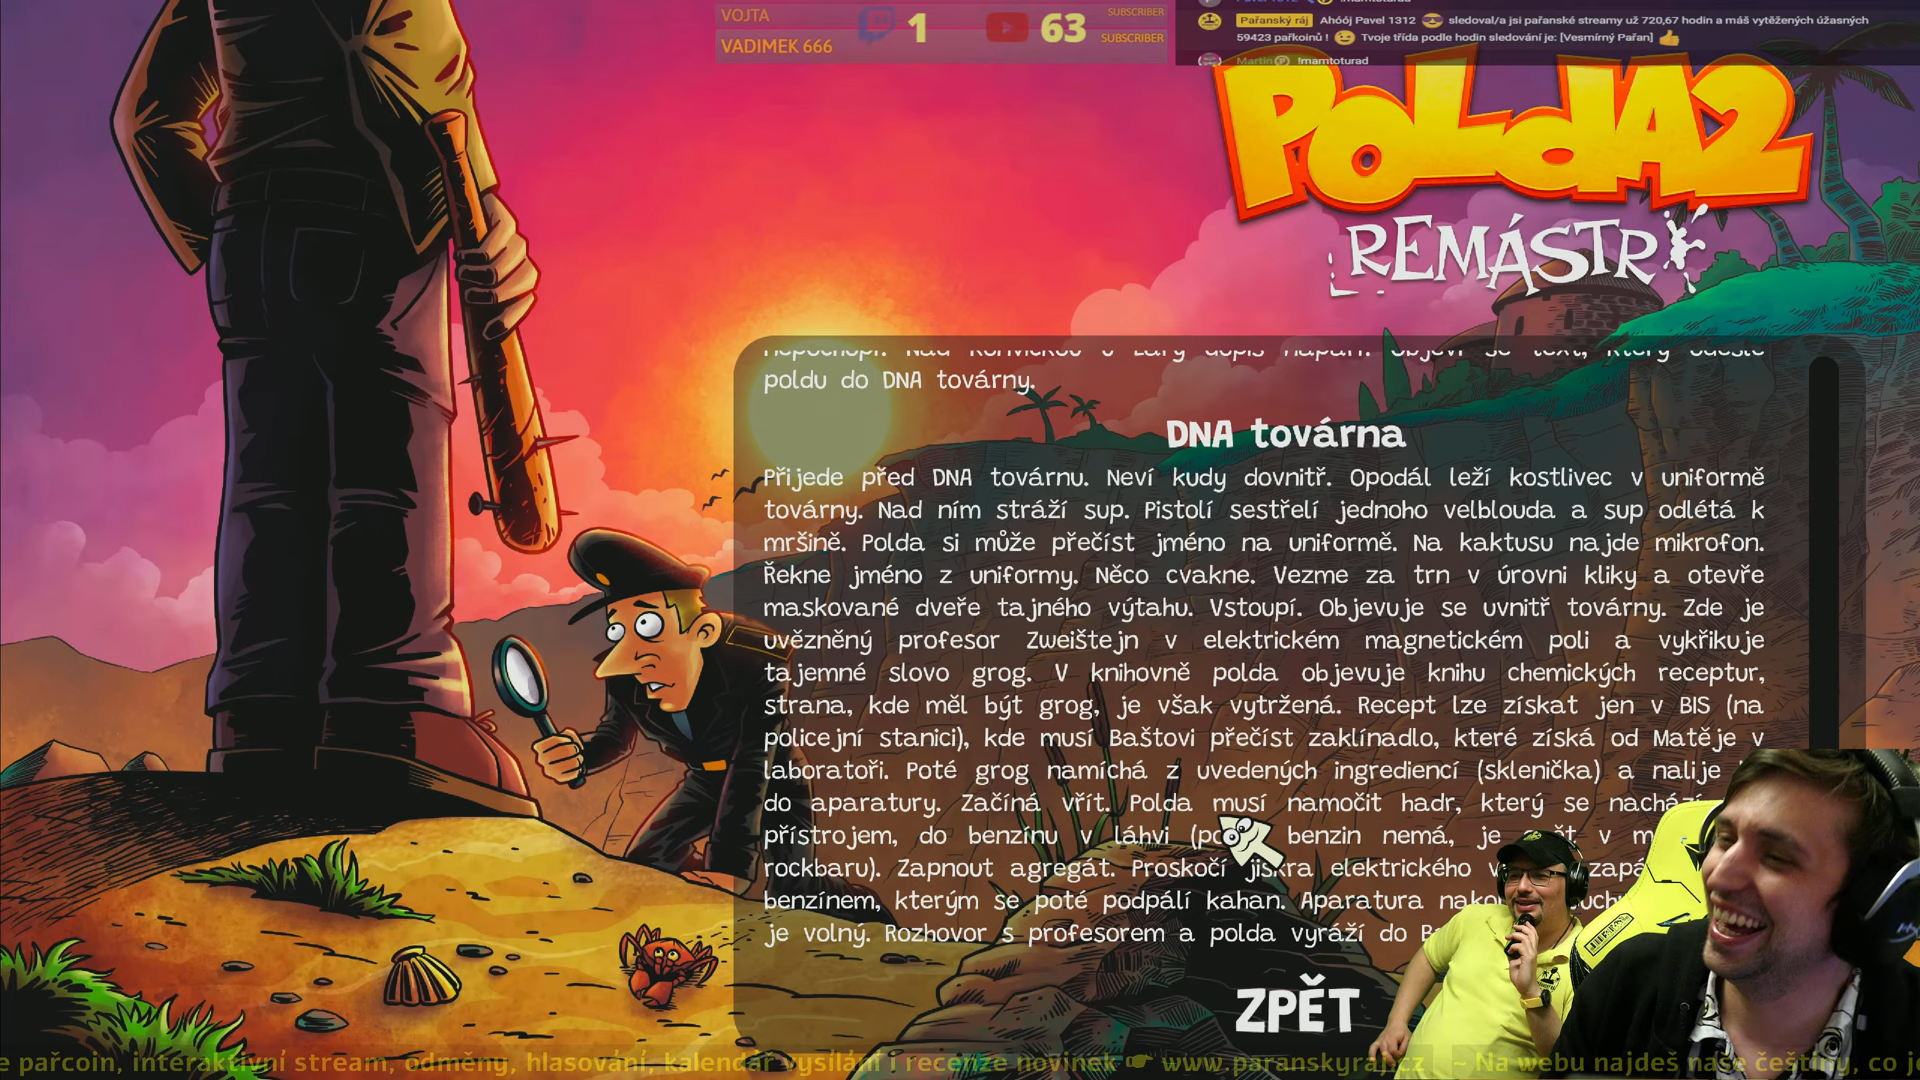 VOJTA
VADIMEK 666
1
63
SUBSCRIBER
SUBSCRIBER
Pařanský ráj Ahóój Pavel 1312 sledoval/a jsi pařanské streamy už 720,67 hodin a máš vytěžených úžasných
59423 pařkoinů ! Tvoje třída podle hodin sledování je: [Vesmírný Pařan]
Martin !mamtoturad
POLDA 2
REMÁSTR
poldu do DNA továrny.
DNA továrna
Přijede před DNA továrnu. Neví kudy dovnitř. Opodál leží kostlivec v uniformě
továrny. Nad ním stráží sup. Pistolí sestřelí jednoho velblouda a sup odlétá k
mršině. Polda si může přečíst jméno na uniformě. Na kaktusu najde mikrofon.
Řekne jméno z uniformy. Něco cvakne. Vezme za trn v úrovni kliky a otevře
maskované dveře tajného výtahu. Vstoupí. Objevuje se uvnitř továrny. Zde je
uvězněný profesor Zweištejn v elektrickém magnetickém poli a vykřikuje
tajemné slovo grog. V knihovně polda objevuje knihu chemických receptur,
strana, kde měl být grog, je však vytržená. Recept lze získat jen v BIS (na
policejní stanici), kde musí Baštovi přečíst zaklínadlo, které získá od Matěje v
laboratoři. Poté grog namíchá z uvedených ingrediencí (sklenička) a nalije
do aparatury. Začíná vřít. Polda musí namočit hadr, který se nachází
přístrojem, do benzínu v láhvi benzin nemá, je v
rockbaru). Zapnout agregát. Proskočí jiskra elektrického
benzínem, kterým se poté podpálí kahan. Aparatura
je volný. Rozhovor s profesorem a polda vyráží do
ZPĚT
pařcoin, interaktivní stream, odměny, hlasování, kalendář vysílání i recenze novinek www.paranskyraj.cz ~ Na webu najdeš naše češtiny, co